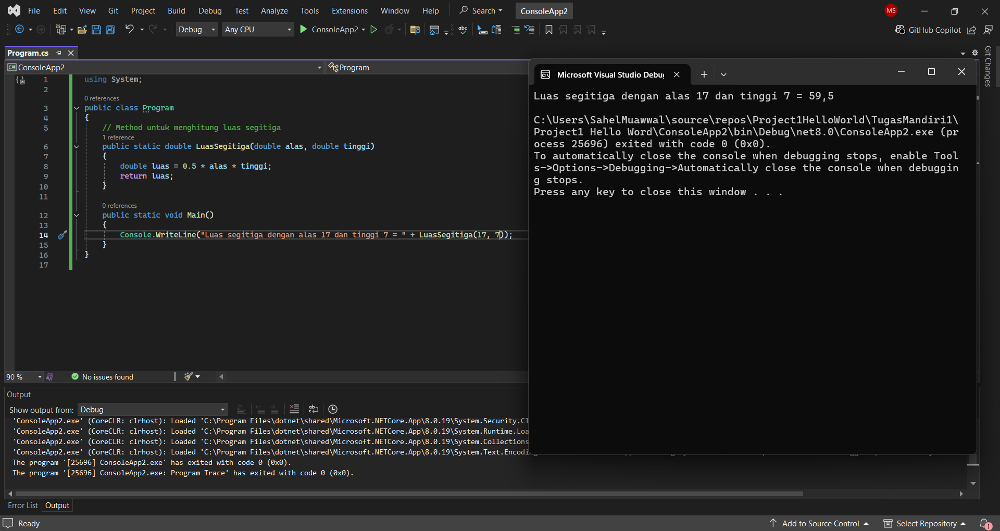 File Edit View Git Project Build Debug Test Analyze Tools Extensions Window Help Search ConsoleApp2 MS
Debug Any CPU ConsoleApp2 GitHub Copilot
Program.cs
ConsoleApp2 Program
Git Changes
1 using System;
2
0 references
3 public class Program
4 {
5 // Method untuk menghitung luas segitiga
1 reference
6 public static double LuasSegitiga(double alas, double tinggi)
7 {
8 double luas = 0.5 * alas * tinggi;
9 return luas;
10 }
11
0 references
12 public static void Main()
13 {
14 Console.WriteLine("Luas segitiga dengan alas 17 dan tinggi 7 = " + LuasSegitiga(17, 7));
15 }
16 }
17
Microsoft Visual Studio Debu
Luas segitiga dengan alas 17 dan tinggi 7 = 59,5
C:\Users\SahelMuawwal\source\repos\Project1HelloWorld\TugasMandiri1\
Project1 Hello Word\ConsoleApp2\bin\Debug\net8.0\ConsoleApp2.exe (pr
ocess 25696) exited with code 0 (0x0).
To automatically close the console when debugging stops, enable Tool
s->Options->Debugging->Automatically close the console when debuggin
g stops.
Press any key to close this window . . .
90 % No issues found
Output
Show output from: Debug
'ConsoleApp2.exe' (CoreCLR: clrhost): Loaded 'C:\Program Files\dotnet\shared\Microsoft.NETCore.App\8.0.19\System.Security.Cl
'ConsoleApp2.exe' (CoreCLR: clrhost): Loaded 'C:\Program Files\dotnet\shared\Microsoft.NETCore.App\8.0.19\System.Runtime.Loa
'ConsoleApp2.exe' (CoreCLR: clrhost): Loaded 'C:\Program Files\dotnet\shared\Microsoft.NETCore.App\8.0.19\System.Collections
'ConsoleApp2.exe' (CoreCLR: clrhost): Loaded 'C:\Program Files\dotnet\shared\Microsoft.NETCore.App\8.0.19\System.Text.Encodi
The program '[25696] ConsoleApp2.exe' has exited with code 0 (0x0).
The program '[25696] ConsoleApp2.exe: Program Trace' has exited with code 0 (0x0).
Error List Output
Ready Add to Source Control Select Repository 1